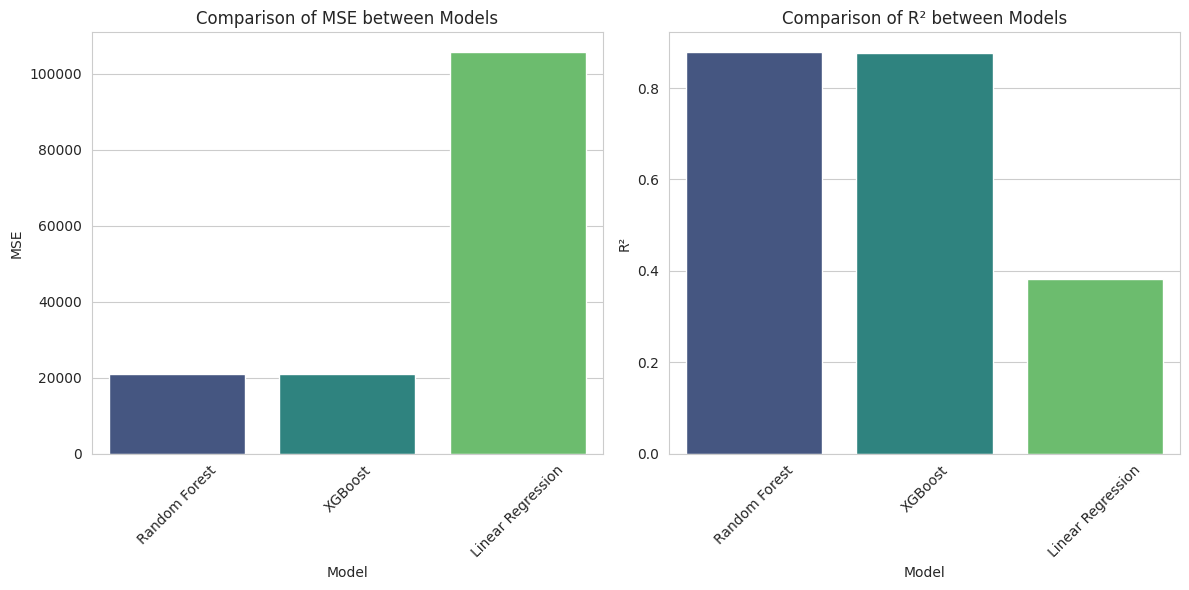 Comparison of MSE between Models
MSE
100000
80000
60000
40000
20000
0
Random Forest
XGBoost
Linear Regression
Model
Comparison of R² between Models
R²
0.8
0.6
0.4
0.2
0.0
Random Forest
XGBoost
Linear Regression
Model